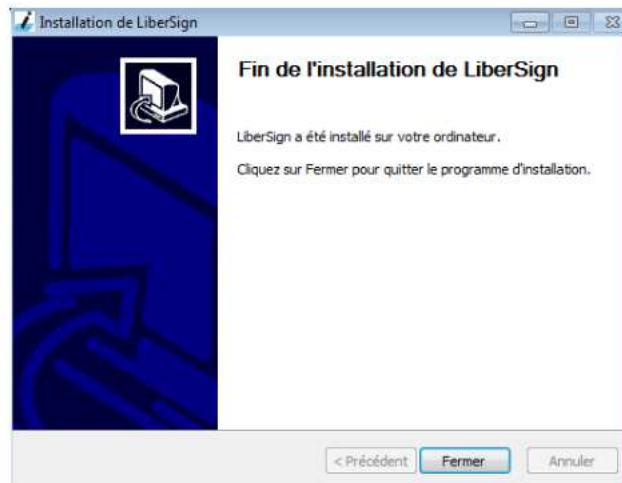 Installation de LiberSign
Fin de l'installation de LiberSign
LiberSign a été installé sur votre ordinateur.
Cliquez sur Fermer pour quitter le programme d'installation.
< Précédent Fermer Annuler